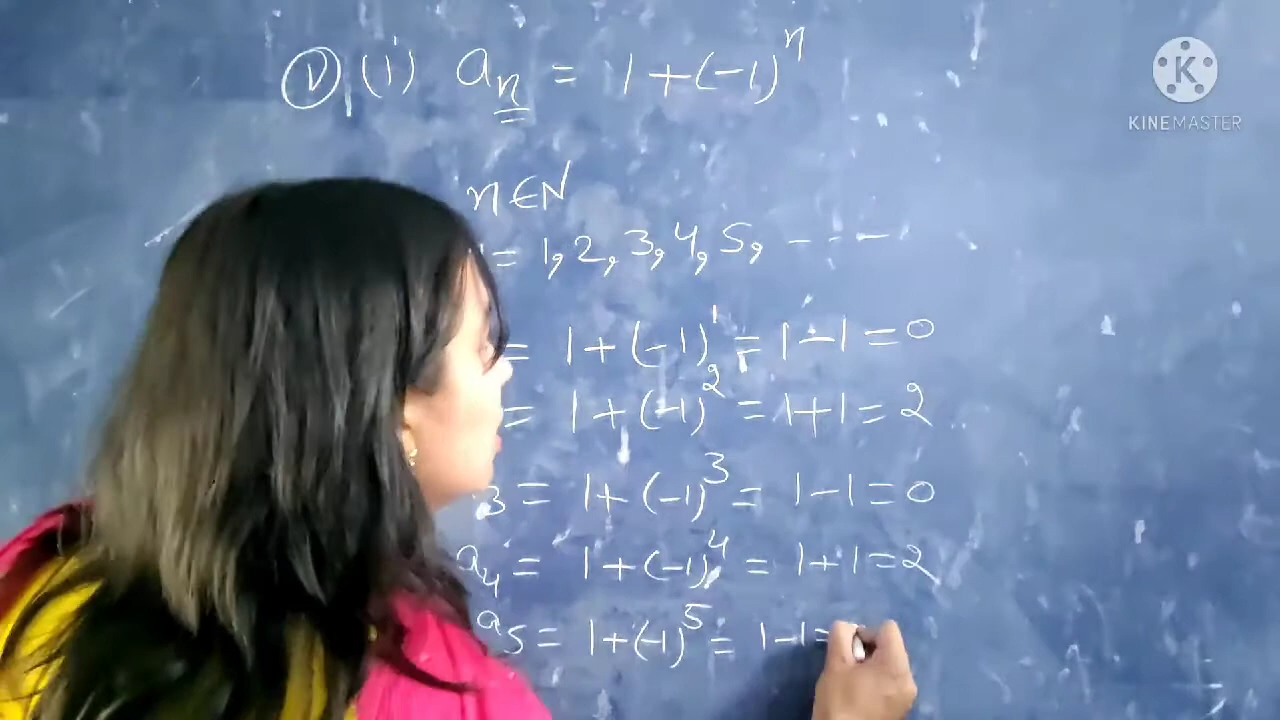 (V) (i) aₙ = 1 + (-1)ⁿ
KINEMASTER
n ∈ N
= 1, 2, 3, 4, 5, - - - -
= 1 + (-1)¹ = 1 - 1 = 0
= 1 + (-1)² = 1 + 1 = 2
3 = 1 + (-1)³ = 1 - 1 = 0
a₄ = 1 + (-1)⁴ = 1 + 1 = 2
a₅ = 1 + (-1)⁵ = 1 - 1 =